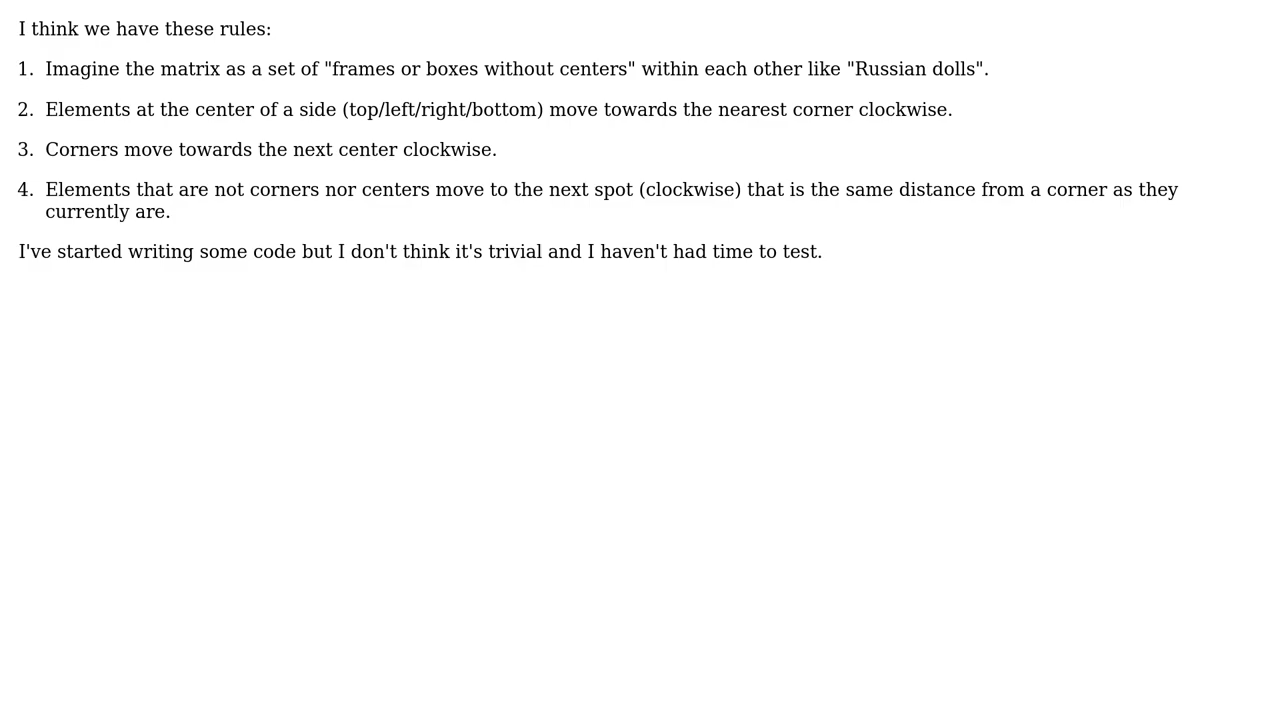 I think we have these rules:
1. Imagine the matrix as a set of "frames or boxes without centers" within each other like "Russian dolls".
2. Elements at the center of a side (top/left/right/bottom) move towards the nearest corner clockwise.
3. Corners move towards the next center clockwise.
4. Elements that are not corners nor centers move to the next spot (clockwise) that is the same distance from a corner as they
currently are.
I've started writing some code but I don't think it's trivial and I haven't had time to test.